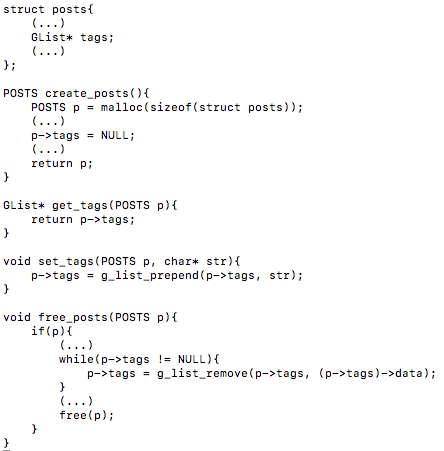 struct posts{
    (...)
    GList* tags;
    (...)
};

POSTS create_posts(){
    POSTS p = malloc(sizeof(struct posts));
    (...)
    p->tags = NULL;
    (...)
    return p;
}

GList* get_tags(POSTS p){
    return p->tags;
}

void set_tags(POSTS p, char* str){
    p->tags = g_list_prepend(p->tags, str);
}

void free_posts(POSTS p){
    if(p){
        (...)
        while(p->tags != NULL){
            p->tags = g_list_remove(p->tags, (p->tags)->data);
        }
        (...)
        free(p);
    }
}